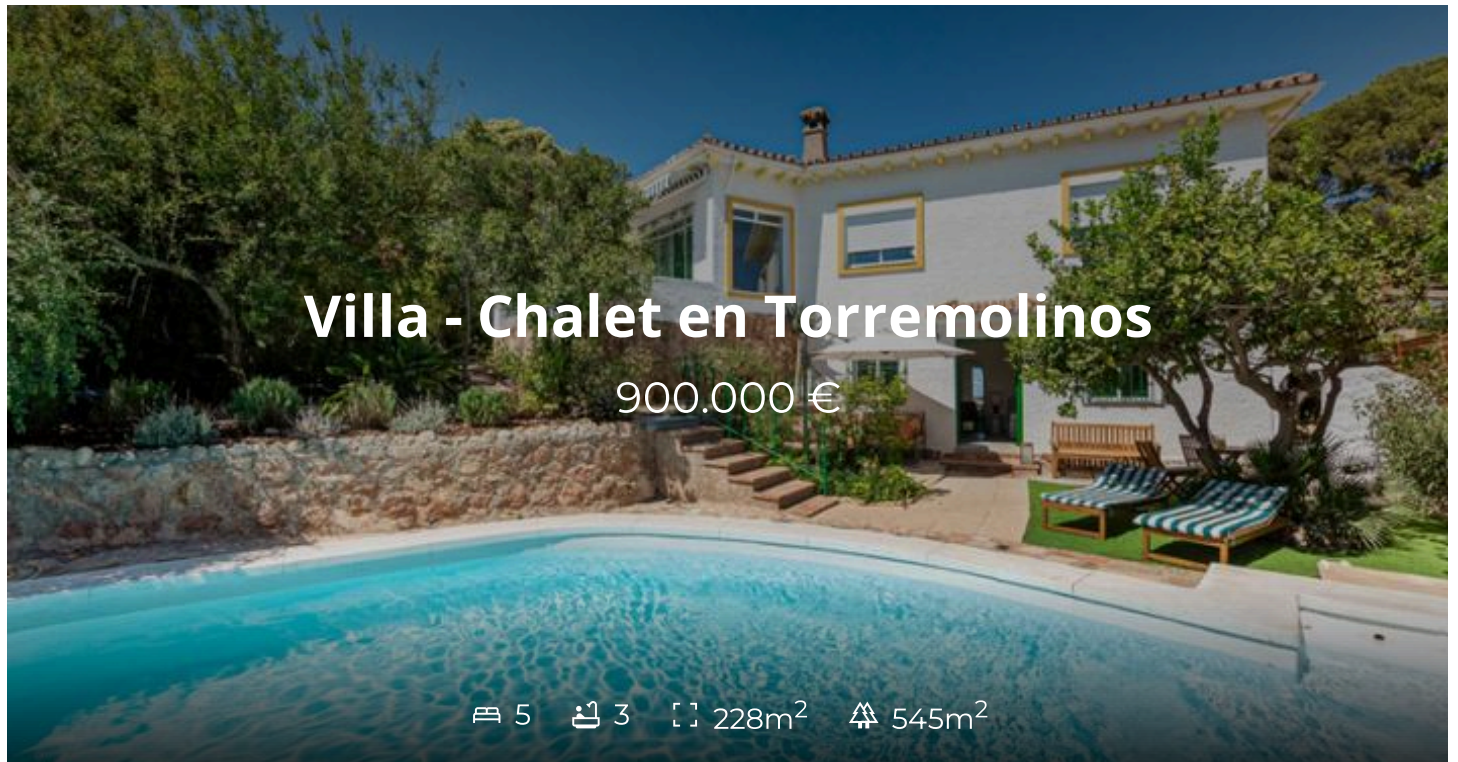 Villa - Chalet en Torremolinos
900.000 €
5 3 228m² 545m²